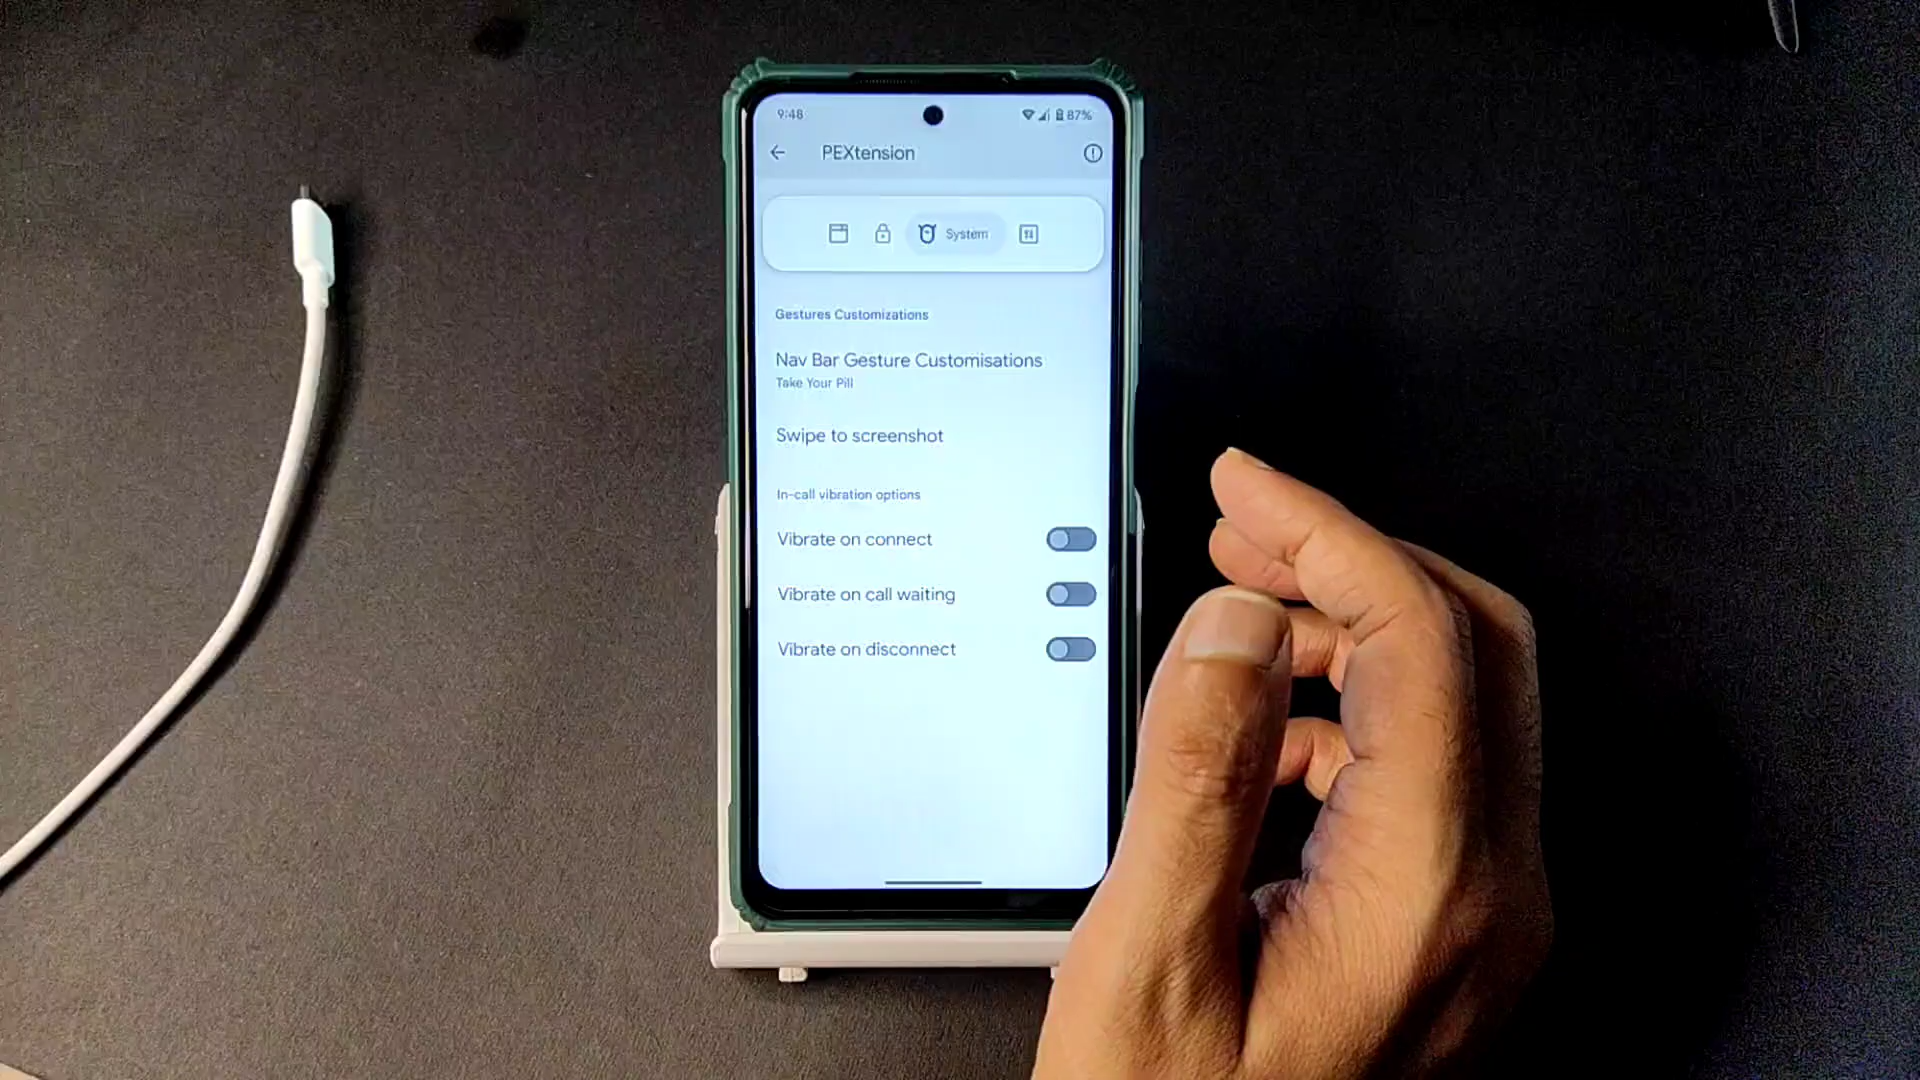 9:48
87%
PEXtension
System
Gestures Customizations
Nav Bar Gesture Customisations
Take Your Pill
Swipe to screenshot
In-call vibration options
Vibrate on connect
Vibrate on call waiting
Vibrate on disconnect